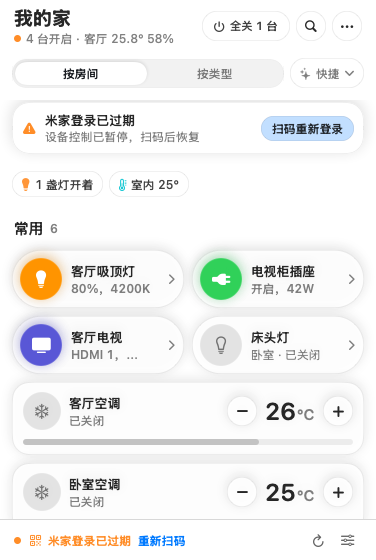 我的家
4 台开启 · 客厅 25.8° 58%
全关 1 台
按房间
按类型
快捷
米家登录已过期
设备控制已暂停，扫码后恢复
扫码重新登录
1 盏灯开着
室内 25°
常用 6
客厅吸顶灯
80%，4200K
电视柜插座
开启，42W
客厅电视
HDMI 1，...
床头灯
卧室 · 已关闭
客厅空调
已关闭
26°C
卧室空调
已关闭
25°C
米家登录已过期 重新扫码